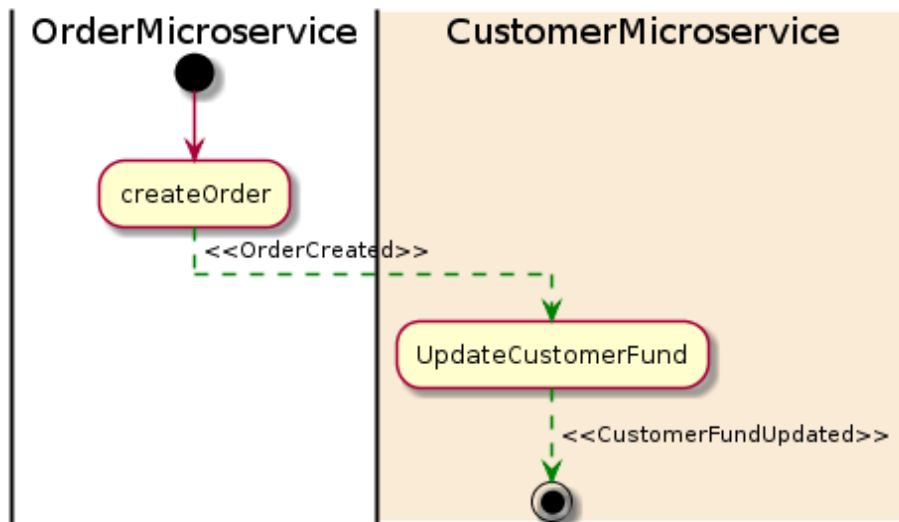 OrderMicroservice
CustomerMicroservice
createOrder
<<OrderCreated>>
UpdateCustomerFund
<<CustomerFundUpdated>>